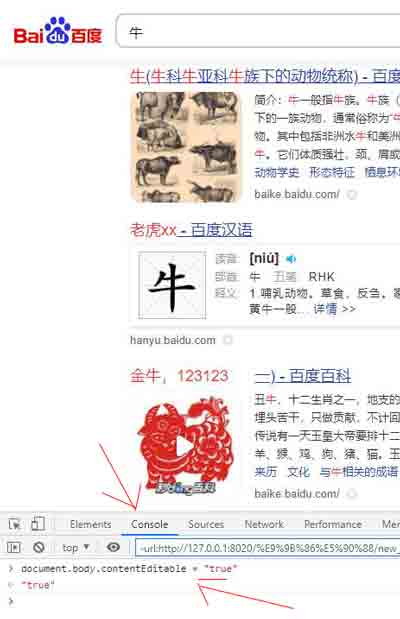 Bai du 百度
牛
牛(牛科牛亚科牛族下的动物统称) - 百度
简介：牛一般指牛族。牛族（
下的一族动物，通常俗称为“牛
物。其中包括非洲水牛和美洲
牛。它们体质强壮，颈、肩或
动物学史 形态特征 栖息环
baike.baidu.com/
老虎xx - 百度汉语
牛
读音： [niú]
部首： 牛 五笔 RHK
释义： 1 哺乳动物。草食，反刍。
黄牛一般... 详情 >>
hanyu.baidu.com
金牛，123123 一) - 百度百科
丑牛，十二生肖之一，地支的
埋头苦干，只做贡献，不计回
传说有一天玉皇大帝要排十二
羊、猴、鸡、狗、猪、猫。玉
来历 文化 与牛相关的成语
百科
baike.baidu.com/
Elements Console Sources Network Performance Mem
top -url:http://127.0.0.1:8020/%E9%9B%86%E5%90%88/new_
> document.body.contentEditable = "true"
"true"
>